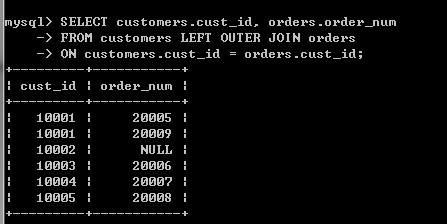 mysql> SELECT customers.cust_id, orders.order_num
    -> FROM customers LEFT OUTER JOIN orders
    -> ON customers.cust_id = orders.cust_id;
+---------+-----------+
| cust_id | order_num |
+---------+-----------+
|   10001 |     20005 |
|   10001 |     20009 |
|   10002 |      NULL |
|   10003 |     20006 |
|   10004 |     20007 |
|   10005 |     20008 |
+---------+-----------+